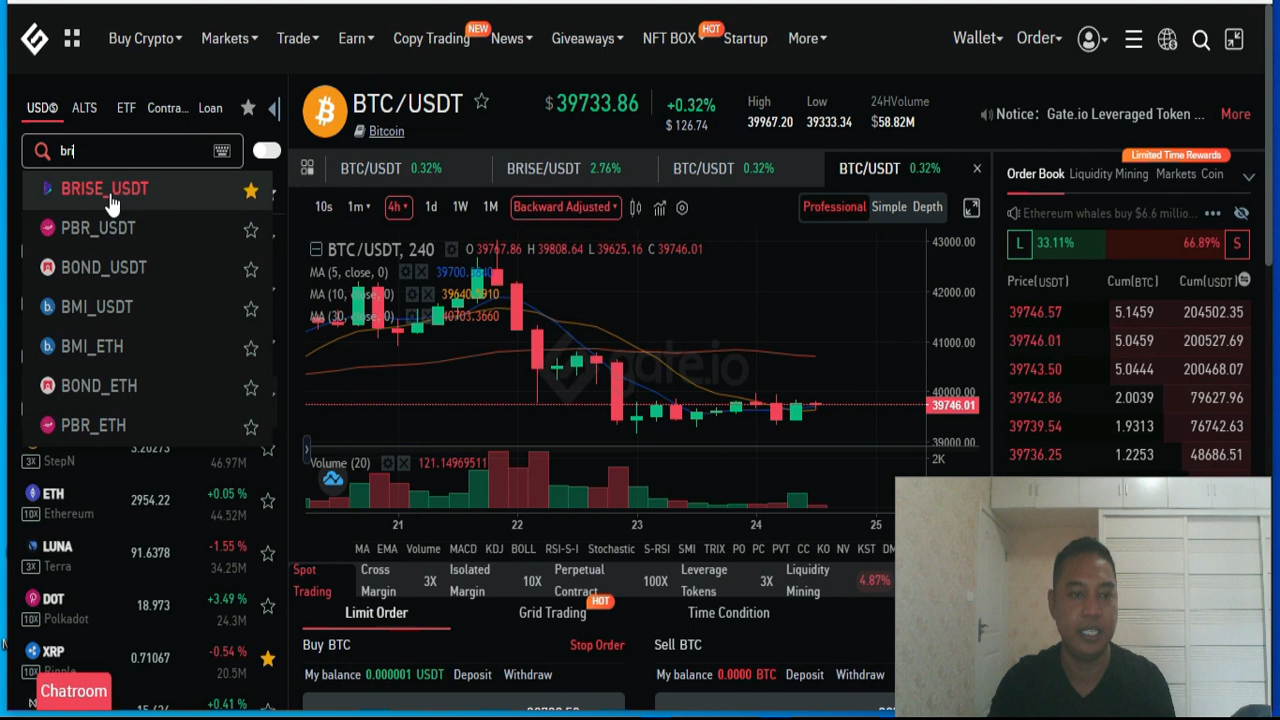 Buy Crypto Markets Trade Earn Copy Trading NEW News Giveaways NFT BOX HOT Startup More Wallet Order
USDⓈ ALTS ETF Contra... Loan
BTC/USDT
Bitcoin
$ 39733.86
+0.32%
$ 126.74
High
39967.20
Low
39333.34
24HVolume
$58.82M
Notice: Gate.io Leveraged Token ... More
bri
BRISE_USDT
PBR_USDT
BOND_USDT
BMI_USDT
BMI_ETH
BOND_ETH
PBR_ETH
3.20273
3X StepN 46.97M
ETH 2954.22 +0.05 %
10X Ethereum 44.52M
LUNA 91.6378 -1.55 %
3X Terra 34.25M
DOT 18.973 +3.49 %
10X Polkadot 24.3M
XRP 0.71067 -0.54 %
10X Ripple 20.5M
+0.41 %
Chatroom
BTC/USDT 0.32% BRISE/USDT 2.76% BTC/USDT 0.32% BTC/USDT 0.32%
10s 1m 4h 1d 1W 1M Backward Adjusted Professional Simple Depth
BTC/USDT, 240 O 39767.86 H 39808.64 L 39625.16 C 39746.01
MA (5, close, 0)
MA (10, close, 0)
MA (30, close, 0) 40703.3660
gate.io
43000.00
42000.00
41000.00
40000.00
39746.01
39000.00
Volume (20) 121.14969511
2K
21 22 23 24 25
MA EMA Volume MACD KDJ BOLL RSI-S-I Stochastic S-RSI SMI TRIX PO PC PVT CC KO NV KST DM
Spot Trading
Cross Margin 3X
Isolated Margin 10X
Perpetual Contract 100X
Leverage Tokens 3X
Liquidity Mining 4.87%
Limit Order Grid Trading HOT Time Condition
Buy BTC Stop Order Sell BTC
My balance 0.000001 USDT Deposit Withdraw My balance 0.0000 BTC Deposit Withdraw
Limited Time Rewards
Order Book Liquidity Mining Markets Coin
Ethereum whales buy $6.6 millio...
L 33.11% 66.89% S
Price(USDT) Cum(BTC) Cum(USDT)
39746.57 5.1459 204502.35
39746.01 5.0459 200527.69
39743.50 5.0444 200468.07
39742.86 2.0039 79627.96
39739.54 1.9313 76742.63
39736.25 1.2253 48686.51